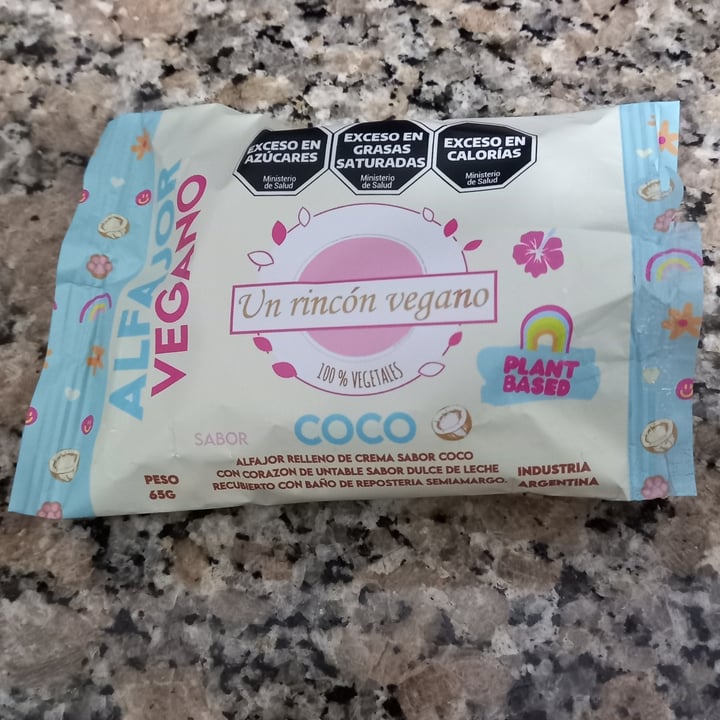 EXCESO EN
AZÚCARES
Ministerio
de Salud
EXCESO EN
GRASAS
SATURADAS
Ministerio
de Salud
EXCESO EN
CALORÍAS
Ministerio
de Salud
ALFAJOR
VEGANO
Un rincón vegano
100 % VEGETALES
PLANT
BASED
SABOR COCO
ALFAJOR RELLENO DE CREMA SABOR COCO
CON CORAZON DE UNTABLE SABOR DULCE DE LECHE
RECUBIERTO CON BAÑO DE REPOSTERIA SEMIAMARGO.
PESO
65G
INDUSTRIA
ARGENTINA